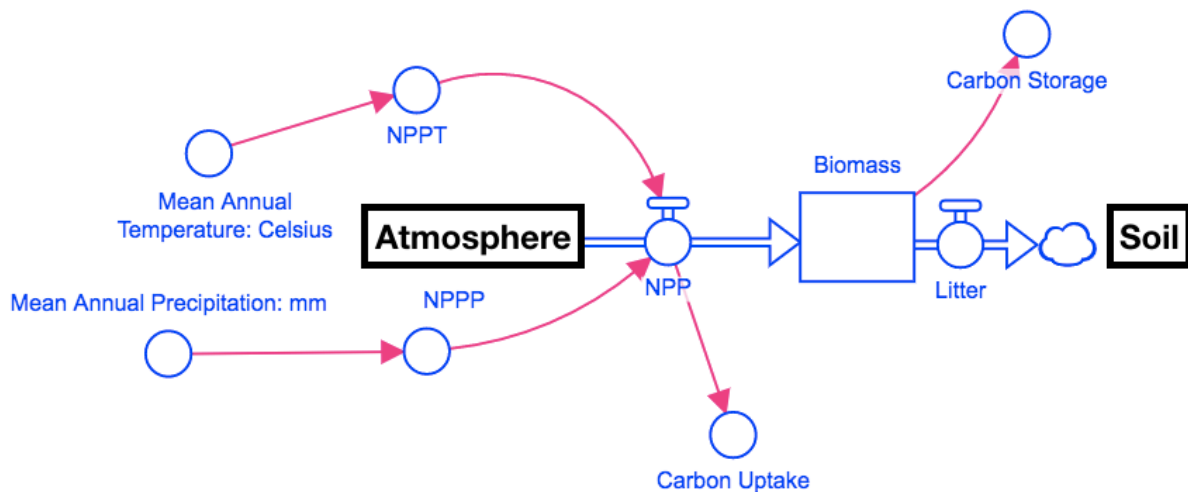 Carbon Storage
NPPT
Biomass
Mean Annual
Temperature: Celsius
Atmosphere
Soil
NPP
Litter
Mean Annual Precipitation: mm
NPPP
Carbon Uptake